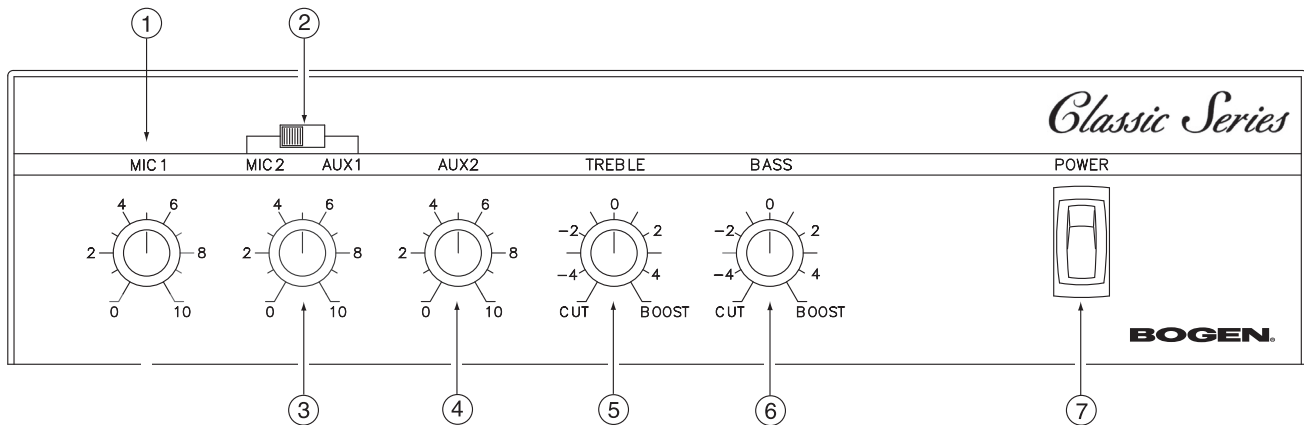 1 2
Classic Series
MIC 1 MIC 2 AUX1 AUX2 TREBLE BASS POWER
4 6 4 6 4 6 0 0
-2 2 -2 2
2 8 2 8 2 8
-4 4 -4 4
0 10 0 10 0 10 CUT BOOST CUT BOOST
BOGEN®
3 4 5 6 7